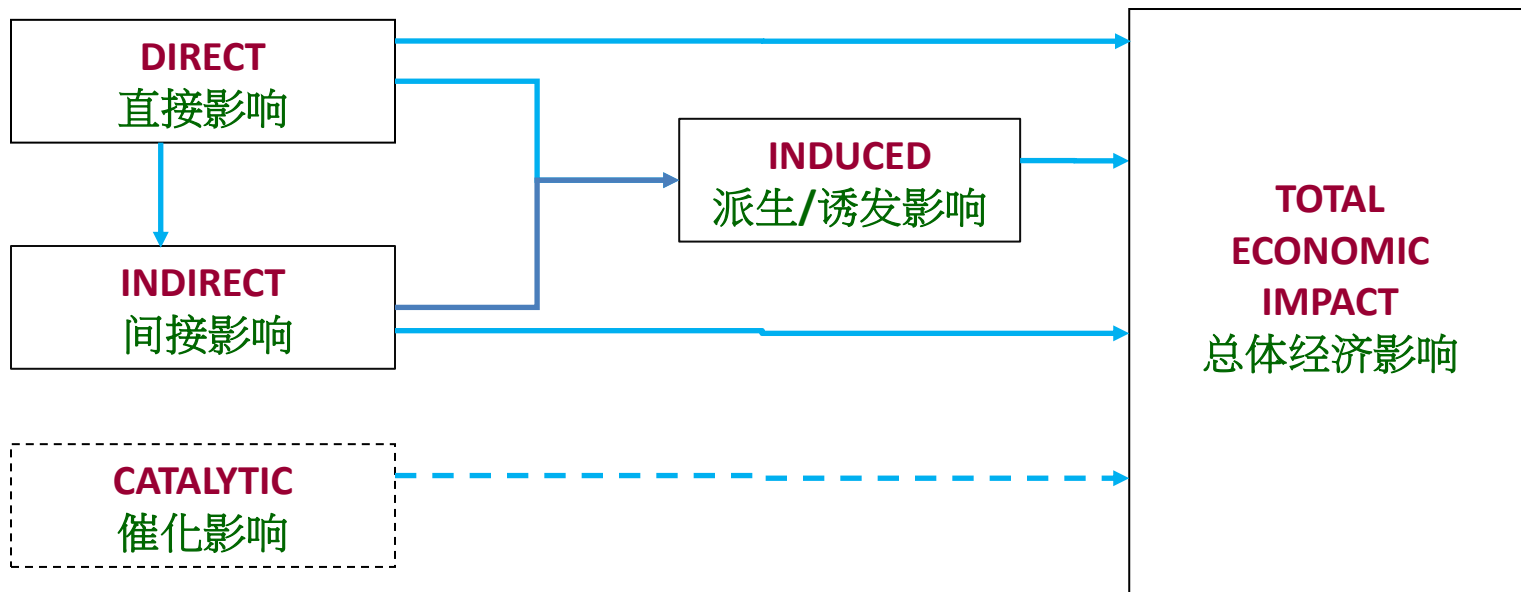 DIRECT
直接影响
INDUCED
派生/诱发影响
INDIRECT
间接影响
CATALYTIC
催化影响
TOTAL
ECONOMIC
IMPACT
总体经济影响